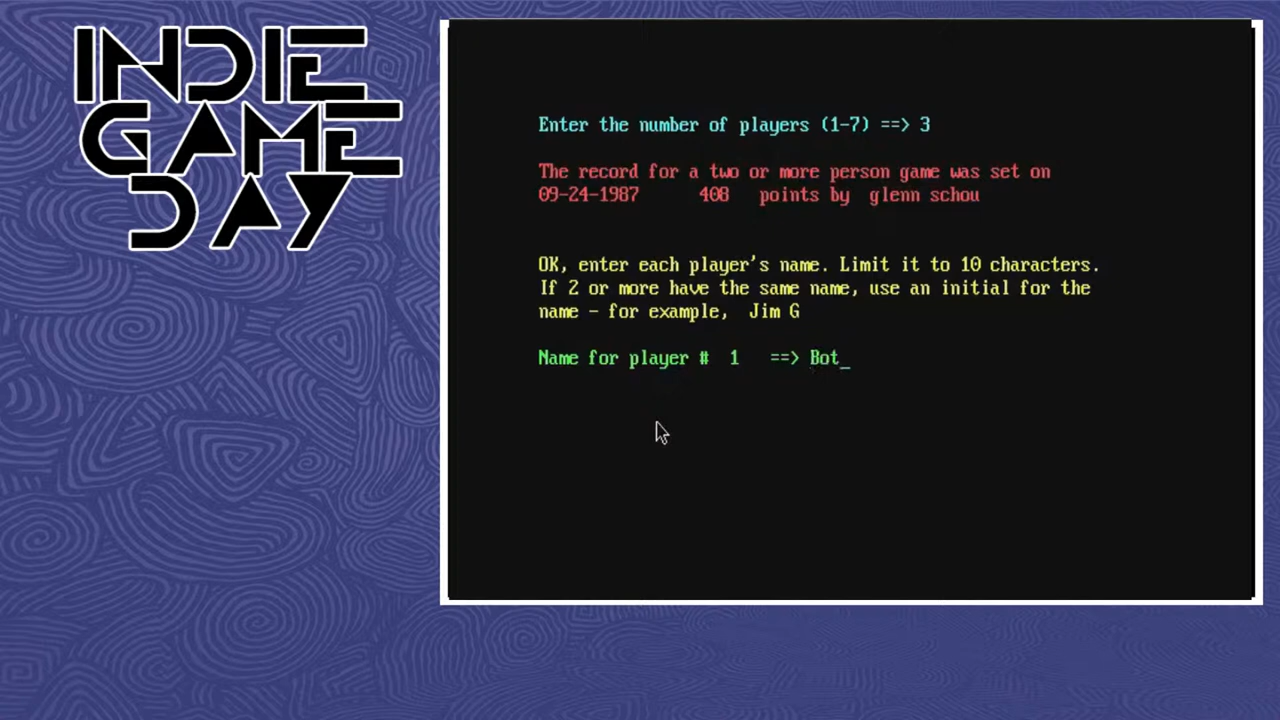 INDIE
GAME
DAY
Enter the number of players (1-7) ==> 3
The record for a two or more person game was set on
09-24-1987 408 points by glenn schou
OK, enter each player's name. Limit it to 10 characters.
If 2 or more have the same name, use an initial for the
name - for example, Jim G
Name for player # 1 ==> Bot_